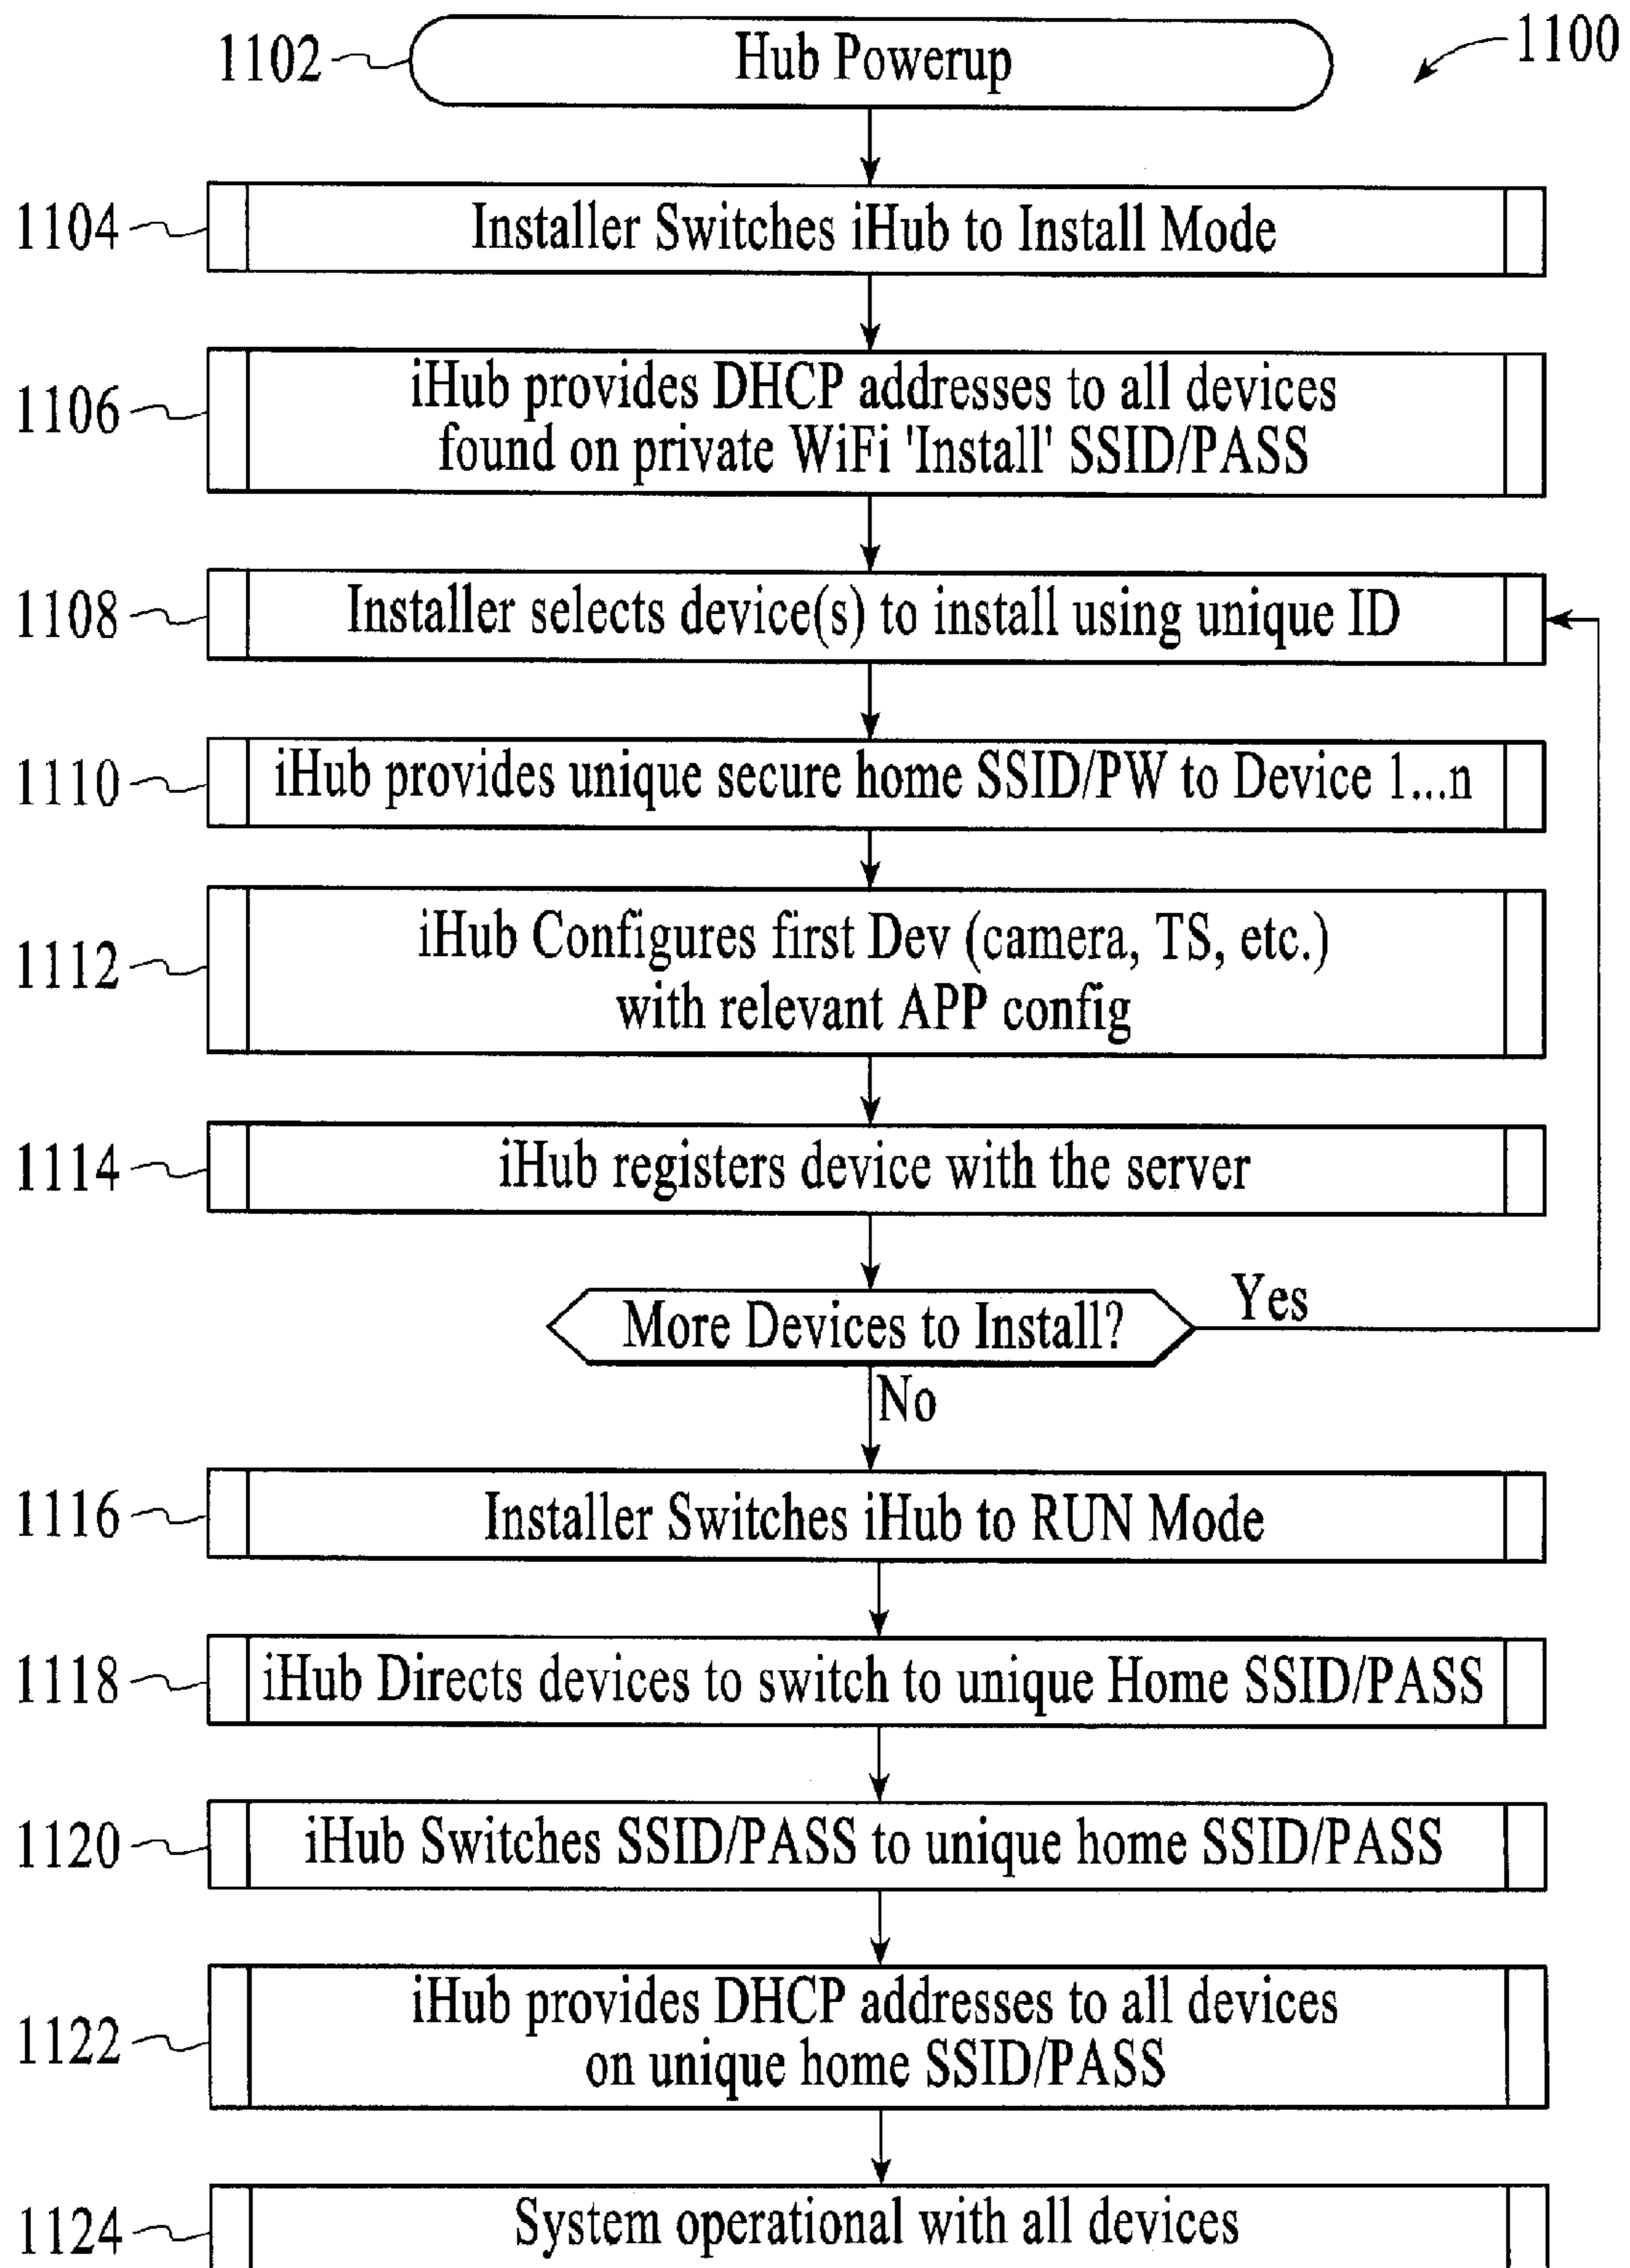 1102
Hub Powerup
1100
1104
Installer Switches iHub to Install Mode
1106
iHub provides DHCP addresses to all devices
found on private WiFi 'Install' SSID/PASS
1108
Installer selects device(s) to install using unique ID
1110
iHub provides unique secure home SSID/PW to Device 1...n
1112
iHub Configures first Dev (camera, TS, etc.)
with relevant APP config
1114
iHub registers device with the server
More Devices to Install?
Yes
No
1116
Installer Switches iHub to RUN Mode
1118
iHub Directs devices to switch to unique Home SSID/PASS
1120
iHub Switches SSID/PASS to unique home SSID/PASS
1122
iHub provides DHCP addresses to all devices
on unique home SSID/PASS
1124
System operational with all devices